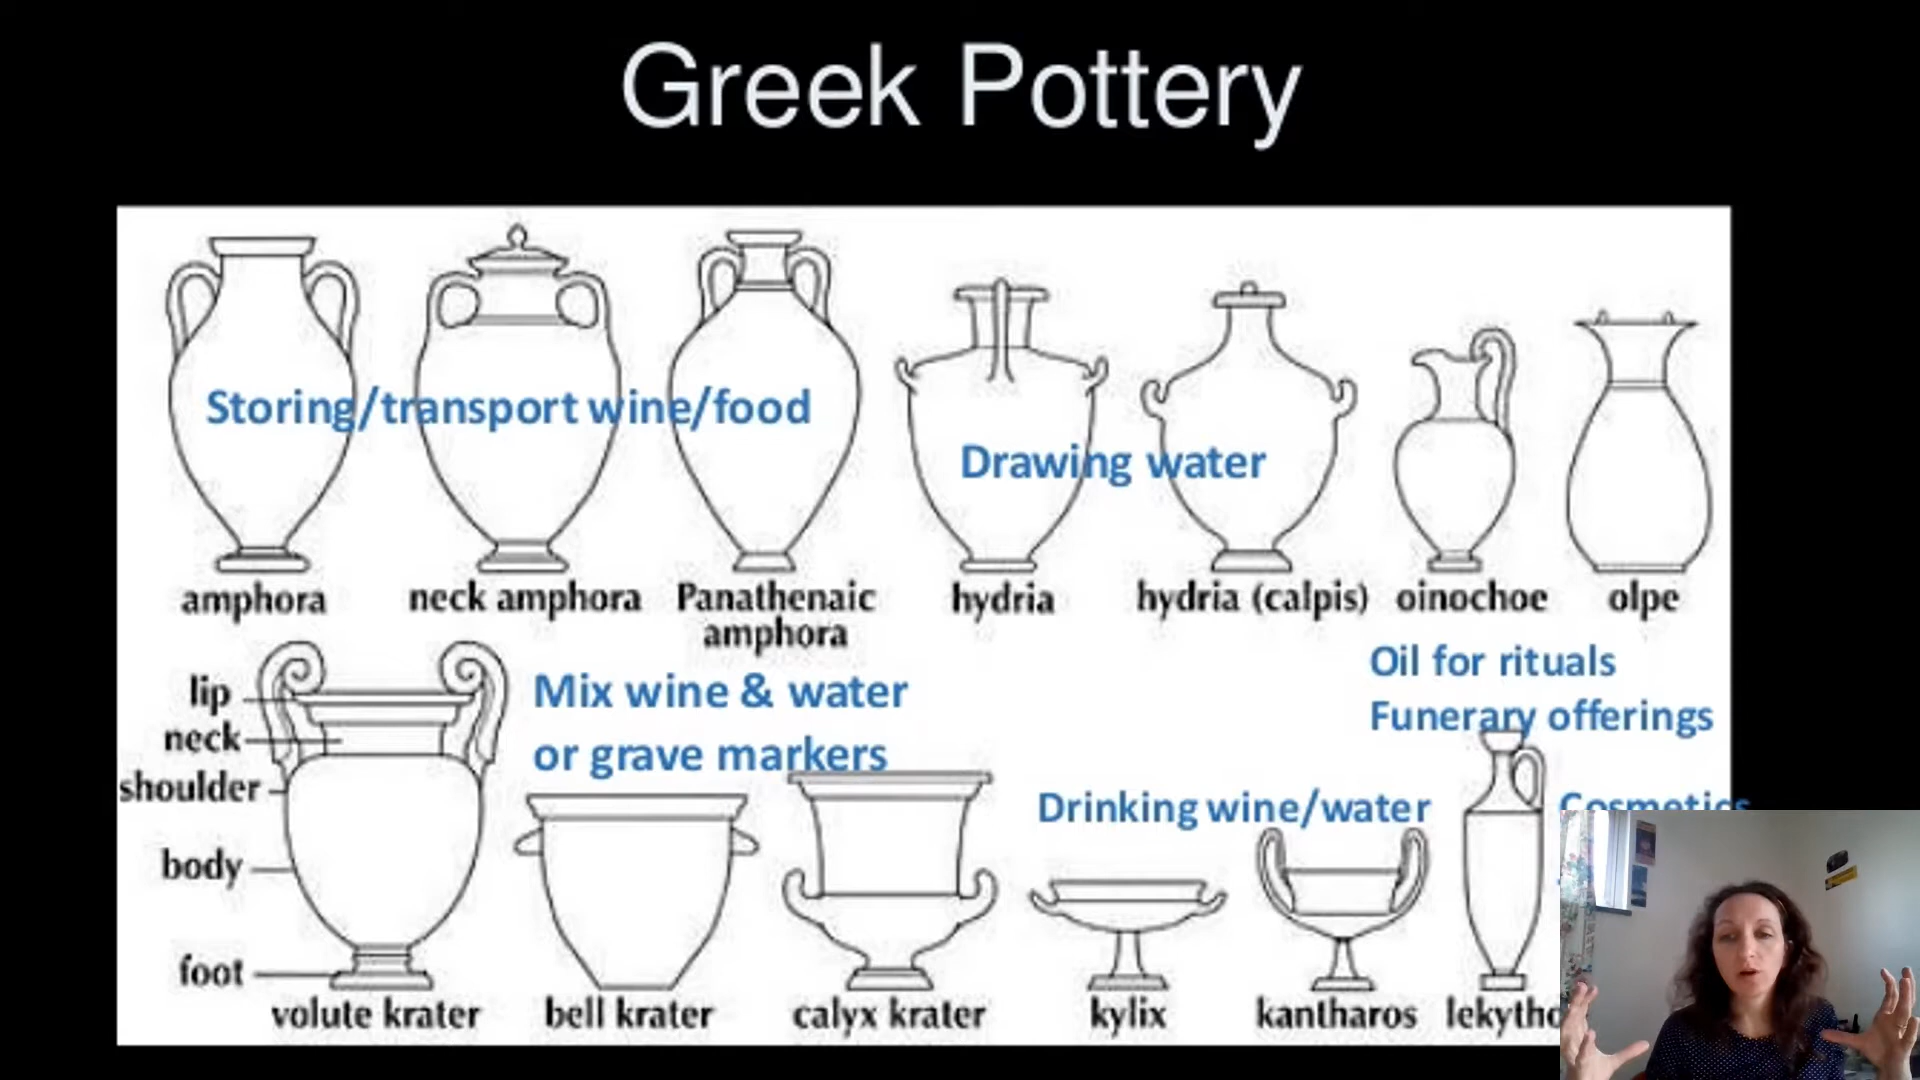 Greek Pottery
Storing/transport wine/food
Drawing water
amphora
neck amphora
Panathenaic
amphora
hydria
hydria (calpis)
oinochoe
olpe
lip
neck
shoulder
body
foot
Mix wine & water
or grave markers
Oil for rituals
Funerary offerings
Drinking wine/water
Cosmetics
volute krater
bell krater
calyx krater
kylix
kantharos
lekytho